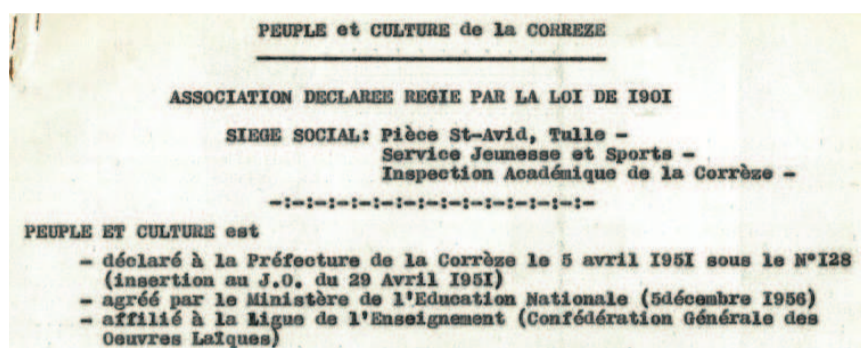 PEUPLE et CULTURE de la CORREZE
ASSOCIATION DECLAREE REGIE PAR LA LOI DE I90I
SIEGE SOCIAL: Pièce St-Avid, Tulle -
Service Jeunesse et Sports -
Inspection Académique de la Corrèze -
-:-:-:-:-:-:-:-:-:-:-:-:-:-:-
PEUPLE ET CULTURE est
- déclaré à la Préfecture de la Corrèze le 5 avril I95I sous le N°I28
(insertion au J.O. du 29 Avril I95I)
- agréé par le Ministère de l'Education Nationale (5décembre I956)
- affilié à la Ligue de l'Enseignement (Confédération Générale des
Oeuvres Laïques)